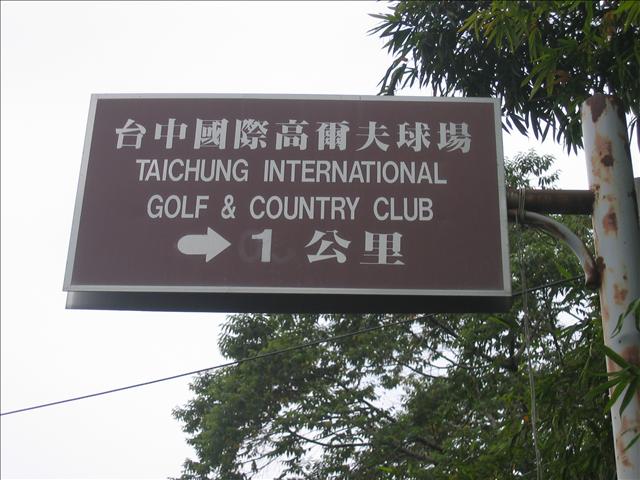 台中國際高爾夫球場
TAICHUNG INTERNATIONAL
GOLF & COUNTRY CLUB
➡ 1 公里